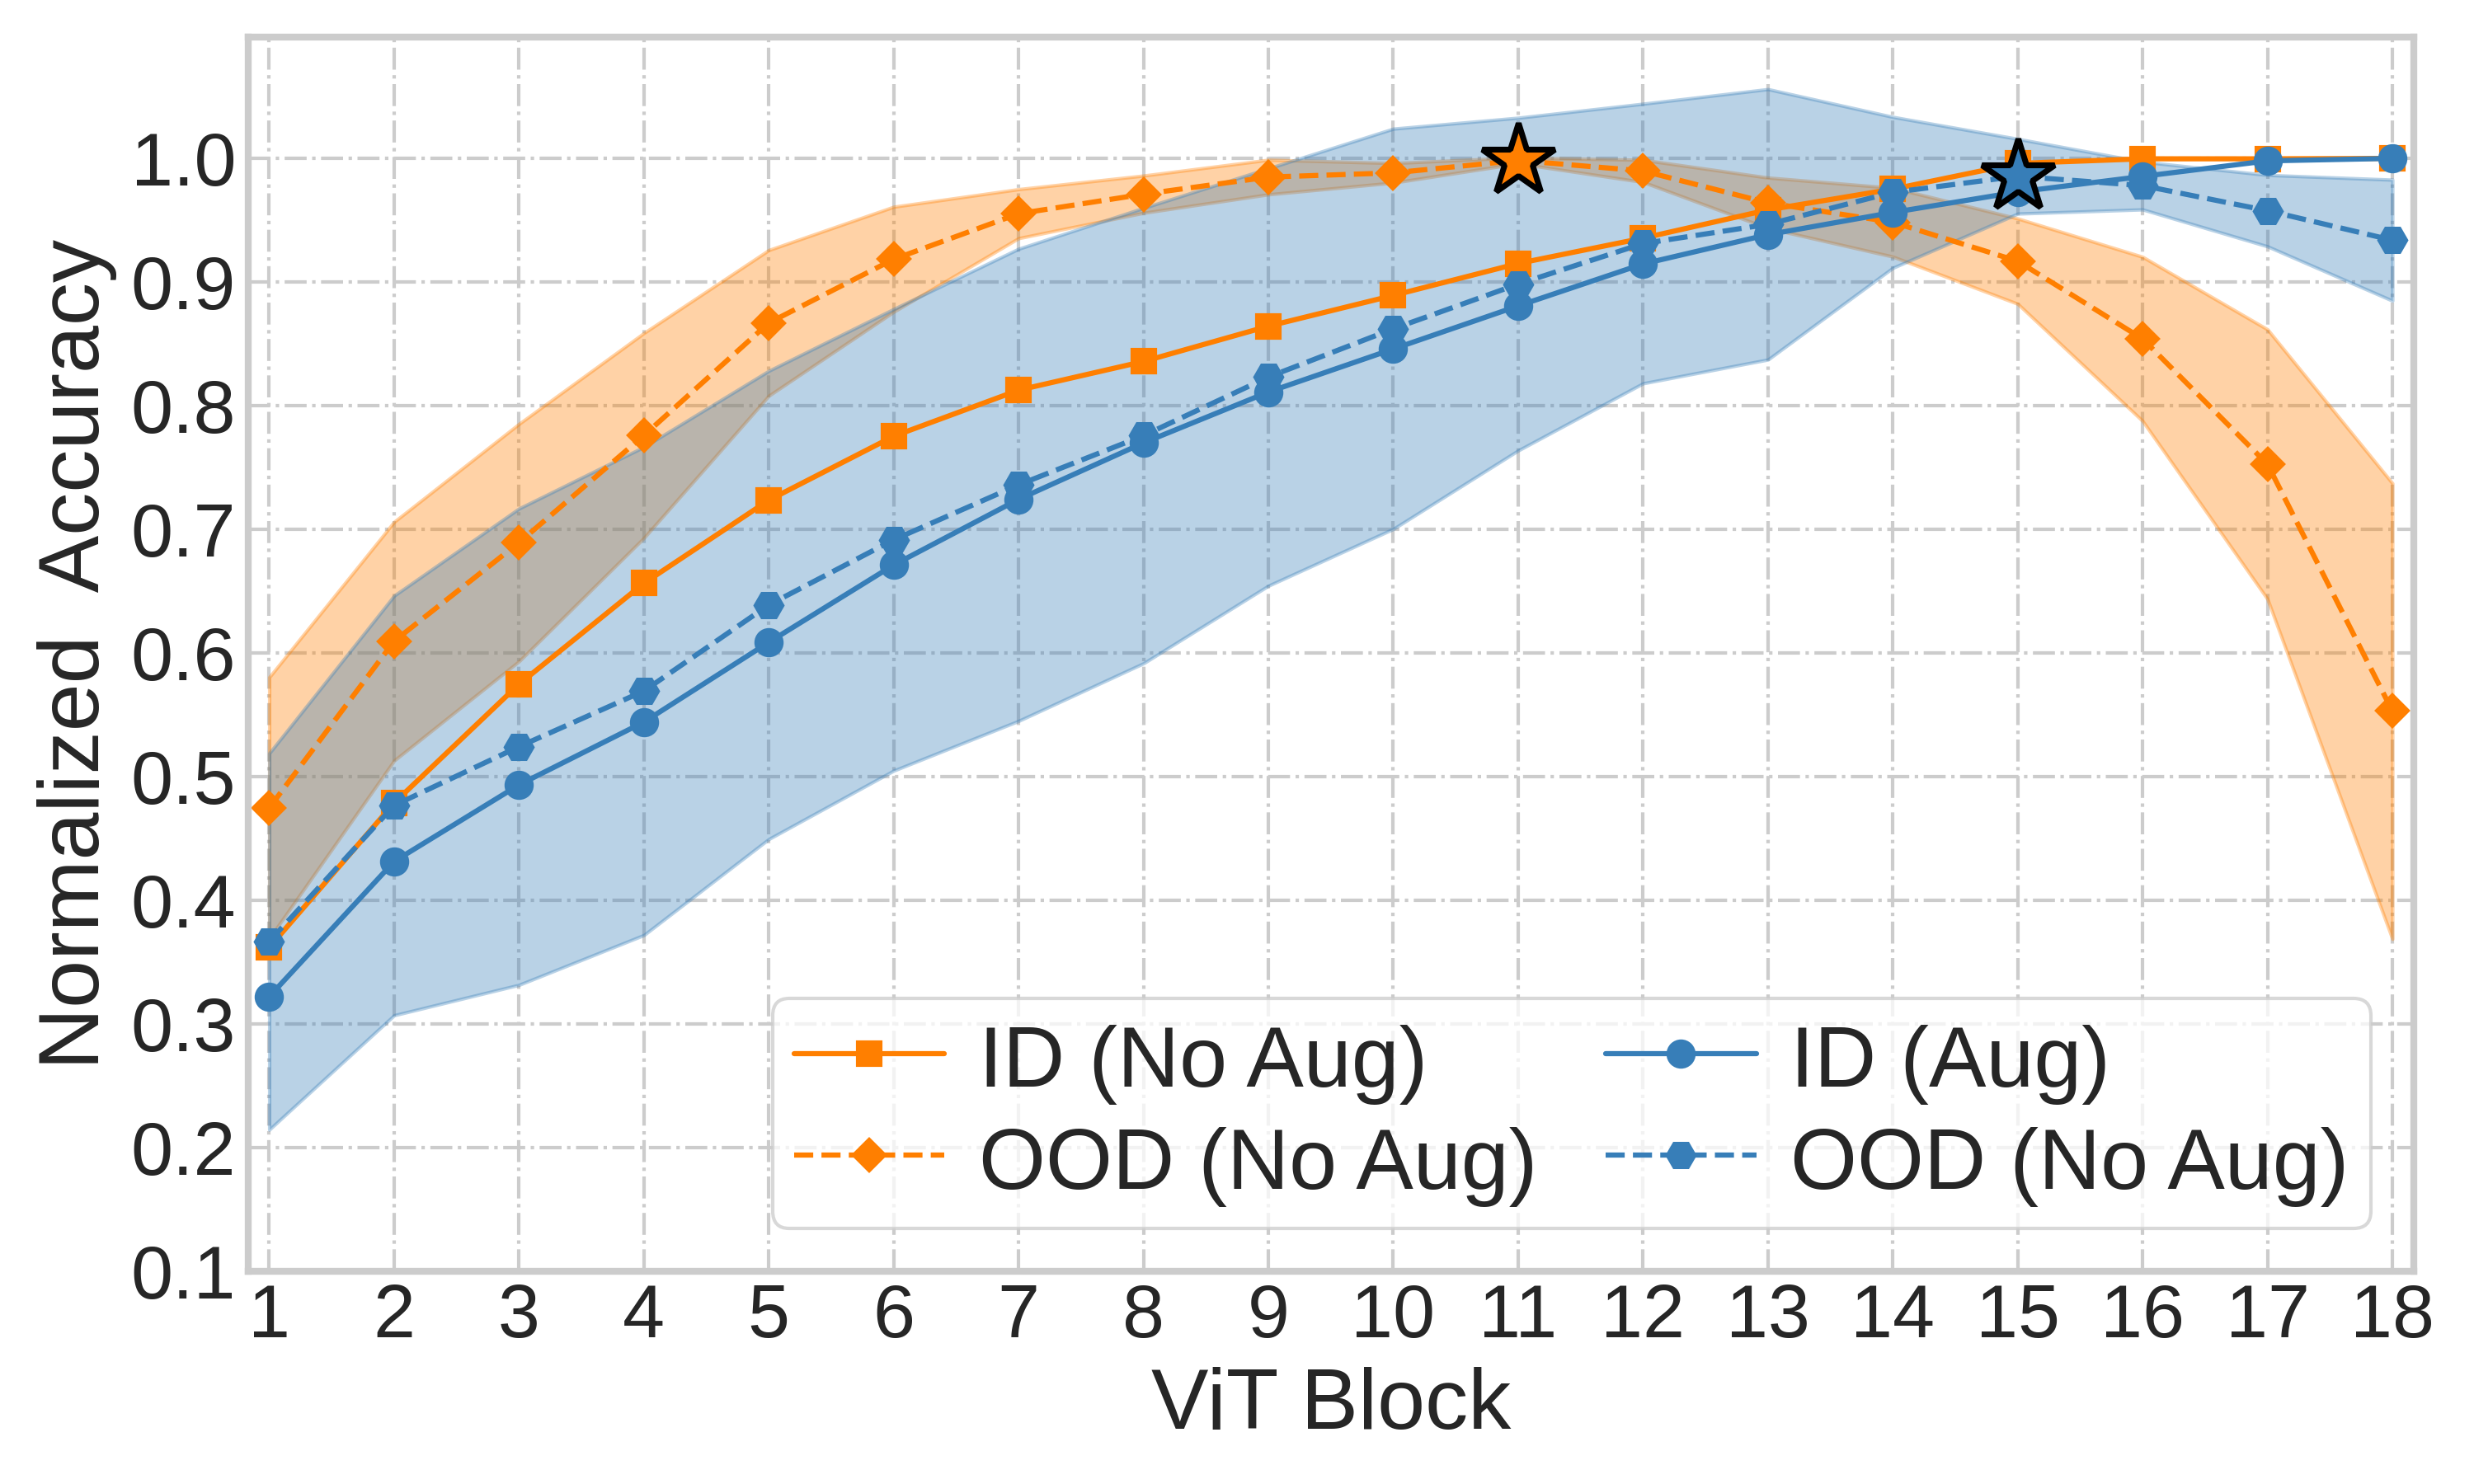 Normalized Accuracy
1.0
0.9
0.8
0.7
0.6
0.5
0.4
0.3
0.2
0.1
ID (No Aug)
OOD (No Aug)
ID (Aug)
OOD (No Aug)
1 2 3 4 5 6 7 8 9 10 11 12 13 14 15 16 17 18
ViT Block